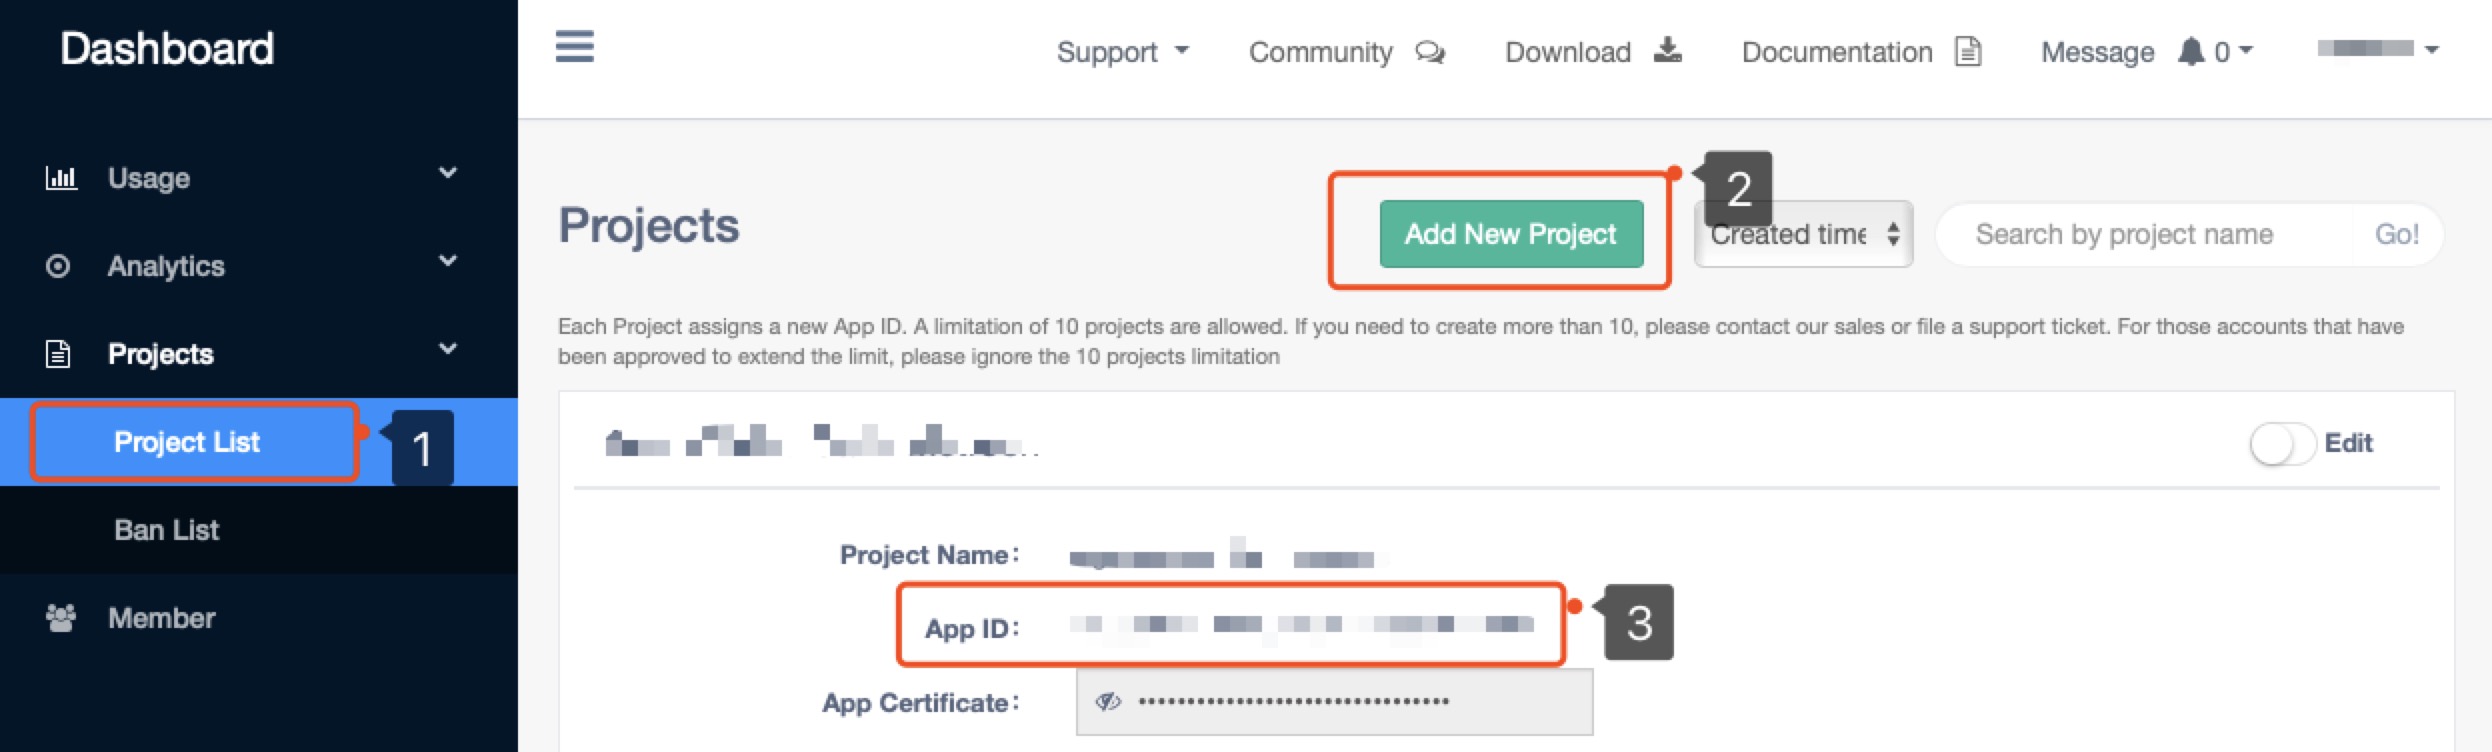 Dashboard
Support Community Download Documentation Message 0
Usage
Analytics
Projects
Project List
1
Ban List
Member
Projects
Add New Project
2
Created time
Search by project name Go!
Each Project assigns a new App ID. A limitation of 10 projects are allowed. If you need to create more than 10, please contact our sales or file a support ticket. For those accounts that have
been approved to extend the limit, please ignore the 10 projects limitation
Edit
Project Name:
App ID:
3
App Certificate: